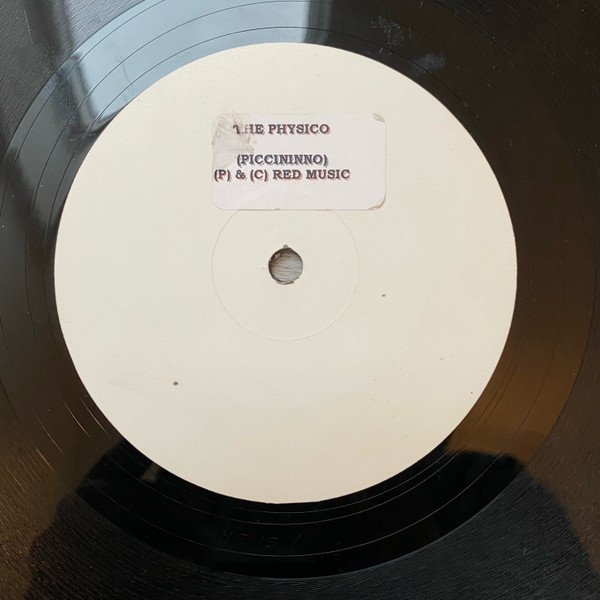 THE PHYSICO
(PICCININNO)
(P) & (C) RED MUSIC